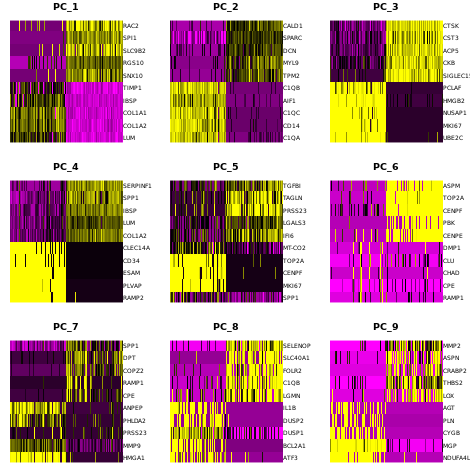 PC_1
RAC2
SPI1
SLC9B2
RGS10
SNX10
TIMP1
IBSP
COL1A1
COL1A2
LUM
PC_2
CALD1
SPARC
DCN
MYL9
TPM2
C1QB
AIF1
C1QC
CD14
C1QA
PC_3
CTSK
CST3
ACP5
CKB
SIGLEC15
PCLAF
HMGB2
NUSAP1
MKI67
UBE2C
PC_4
SERPINF1
SPP1
IBSP
LUM
COL1A2
CLEC14A
CD34
ESAM
PLVAP
RAMP2
PC_5
TGFBI
TAGLN
PRSS23
LGALS3
IFI6
MT-CO2
TOP2A
CENPF
MKI67
SPP1
PC_6
ASPM
TOP2A
CENPF
PBK
CENPE
DMP1
CLU
CHAD
CPE
RAMP1
PC_7
SPP1
DPT
COPZ2
RAMP1
CPE
ANPEP
PHLDA2
PRSS23
MMP9
HMGA1
PC_8
SELENOP
SLC40A1
FOLR2
C1QB
LGMN
IL1B
DUSP2
DUSP1
BCL2A1
ATF3
PC_9
MMP2
ASPN
CRABP2
THBS2
LOX
AGT
PLN
CYGB
MGP
NDUFA4L